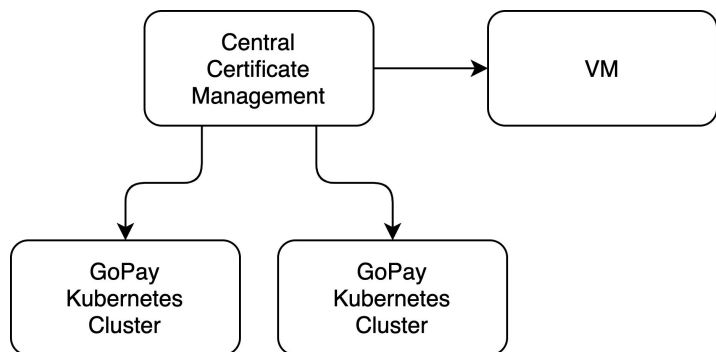 Central
Certificate
Management
VM
GoPay
Kubernetes
Cluster
GoPay
Kubernetes
Cluster